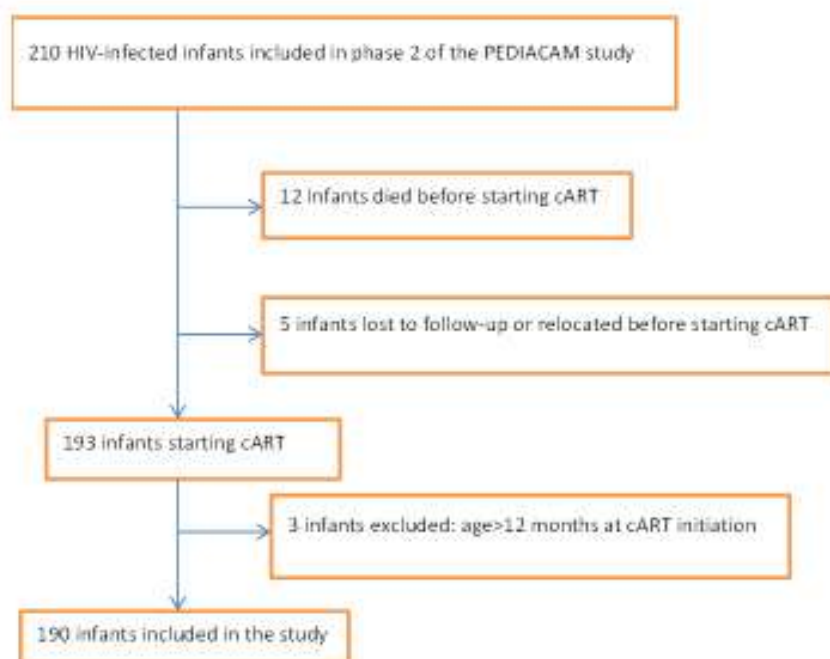 210 HIV-infected infants included in phase 2 of the PEDIACAM study
12 Infants died before starting cART
5 infants lost to follow-up or relocated before starting cART
193 infants starting cART
3 infants excluded: age>12 months at cART initiation
190 infants included in the study